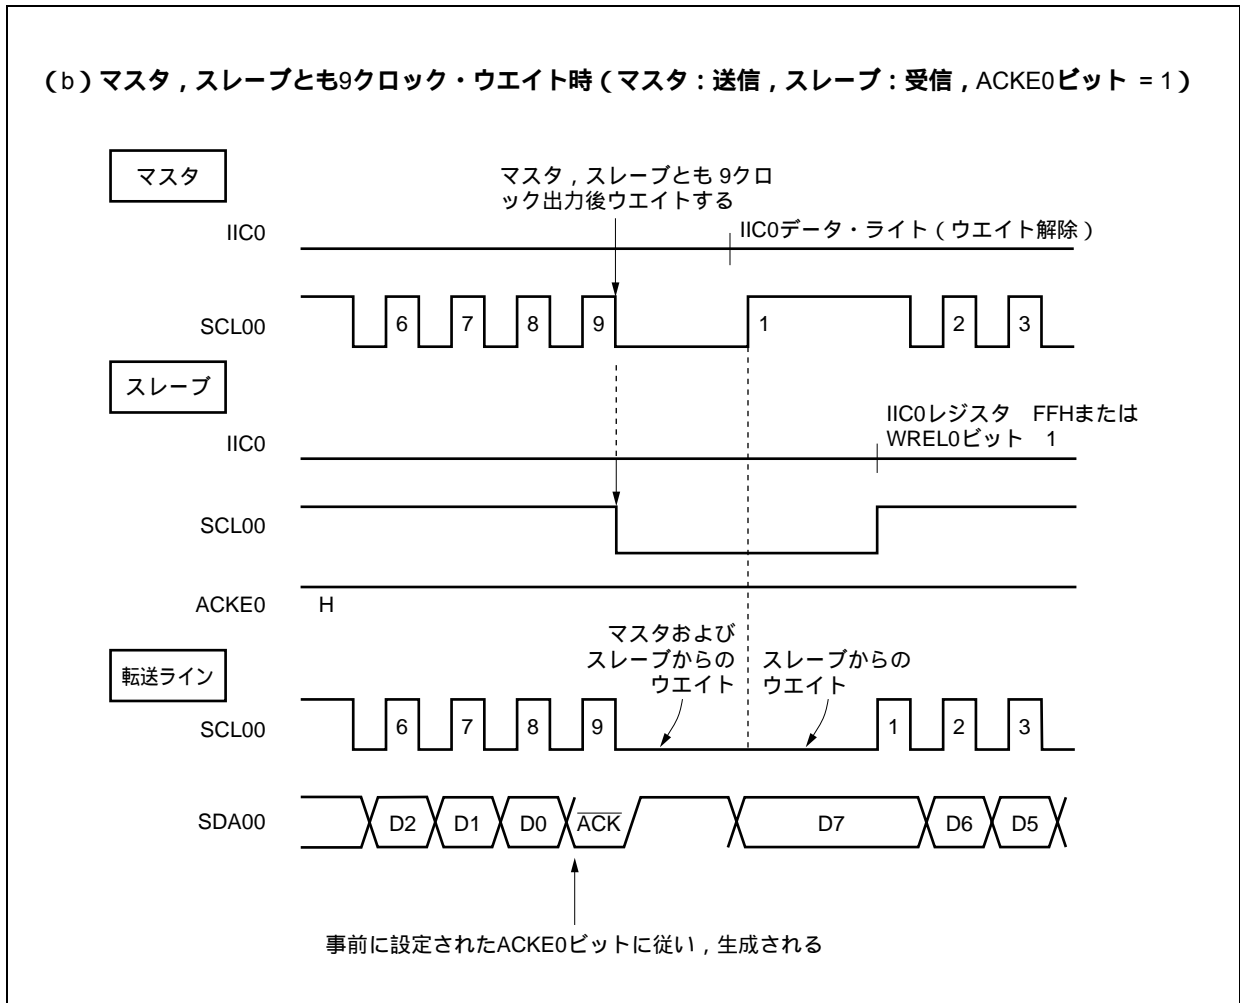 (b)マスタ,スレーブとも9クロック・ウエイト時(マスタ:送信,スレーブ:受信,ACKE0ビット = 1)
マスタ
マスタ,スレーブとも 9クロ
ック出力後ウエイトする
IIC0
IIC0データ・ライト(ウエイト解除)
SCL00
6 7 8 9 1 2 3
スレーブ
IIC0レジスタ FFHまたは
WREL0ビット 1
IIC0
SCL00
ACKE0 H
転送ライン
マスタおよび
スレーブからの
ウエイト
スレーブからの
ウエイト
SCL00
6 7 8 9 1 2 3
SDA00
D2 D1 D0 ACK D7 D6 D5
事前に設定されたACKE0ビットに従い,生成される